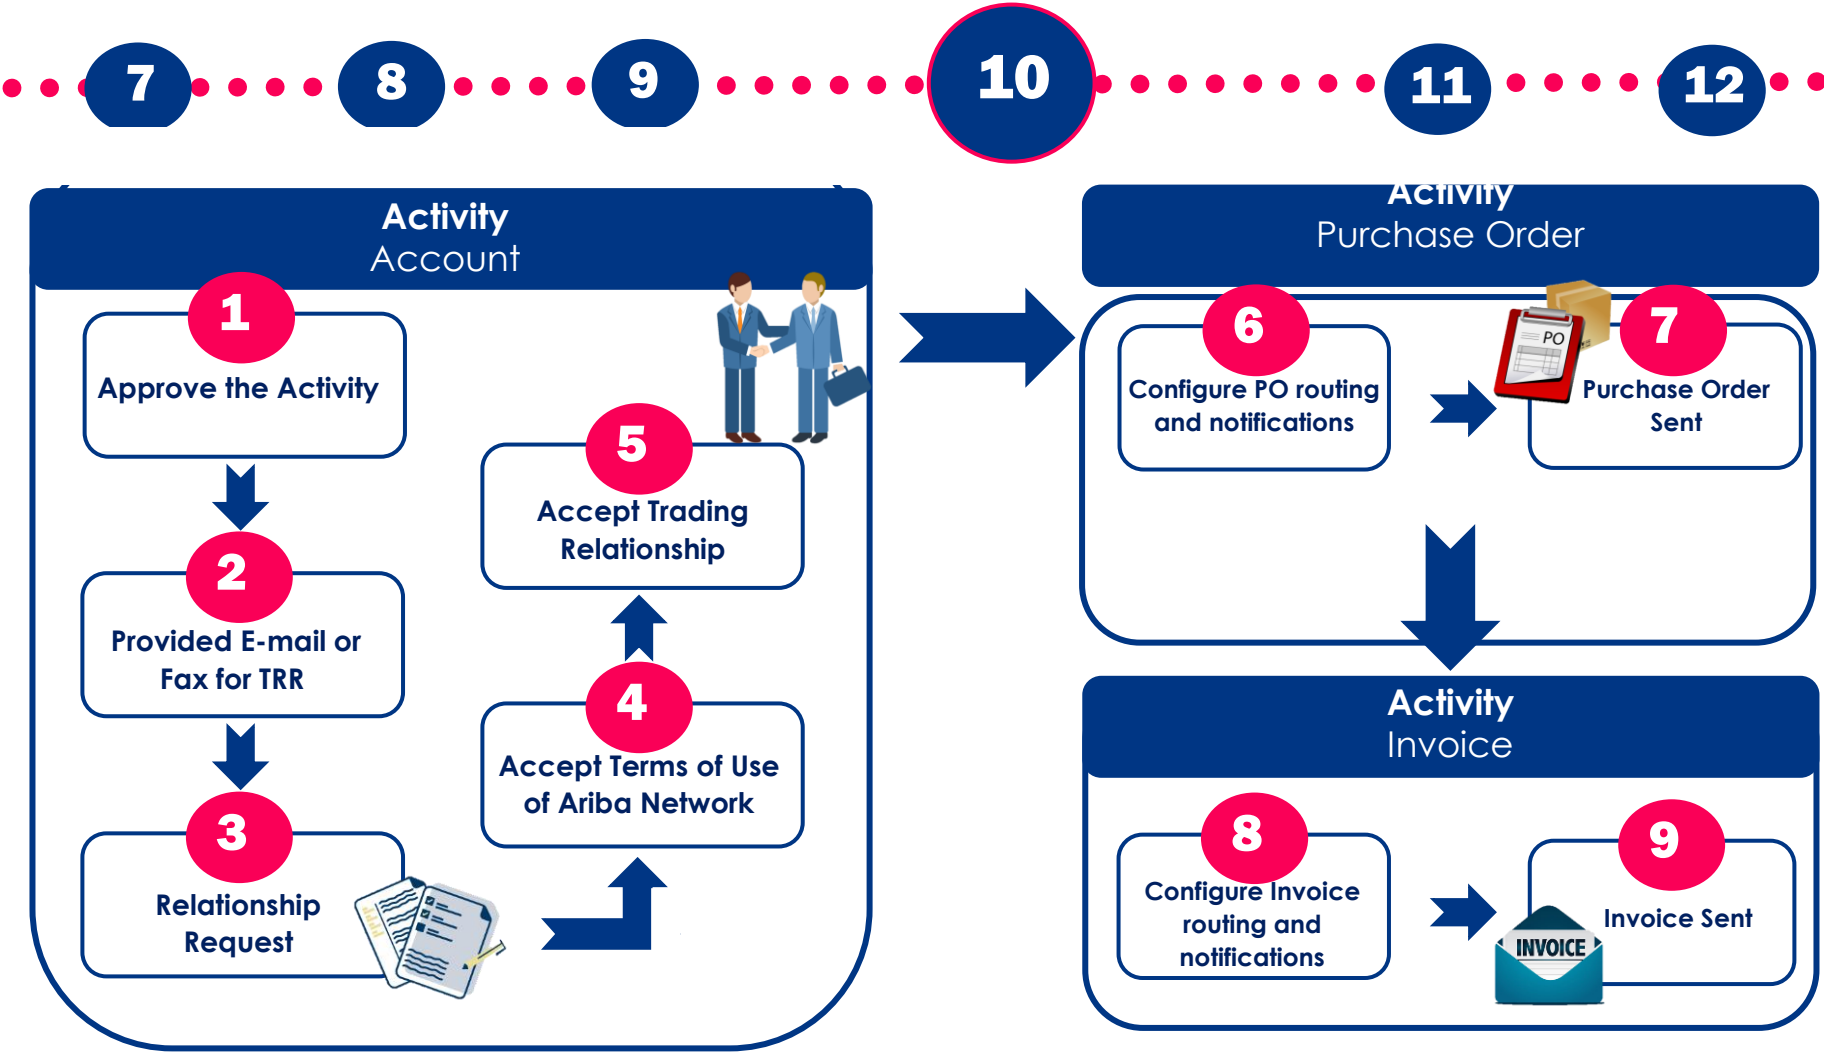 7
8
9
10
11
12
Activity
Account
1
Approve the Activity
2
Provided E-mail or
Fax for TRR
3
Relationship
Request
4
Accept Terms of Use
of Ariba Network
5
Accept Trading
Relationship
Activity
Purchase Order
6
Configure PO routing
and notifications
PO
7
Purchase Order
Sent
Activity
Invoice
8
Configure Invoice
routing and
notifications
INVOICE
9
Invoice Sent